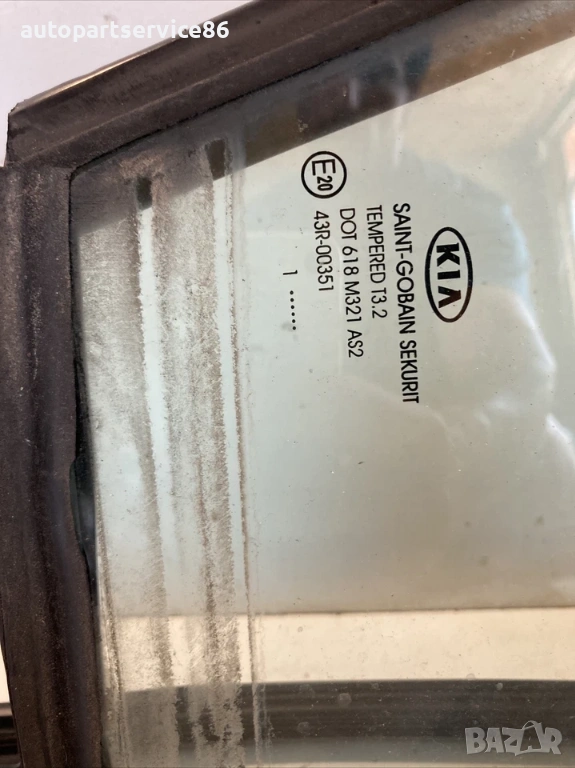 autopartservice86
KIA
SAINT-GOBAIN SEKURIT
TEMPERED T3.2
DOT 618 M321 AS2
E20
43R-00351
1 ......
BAZAR